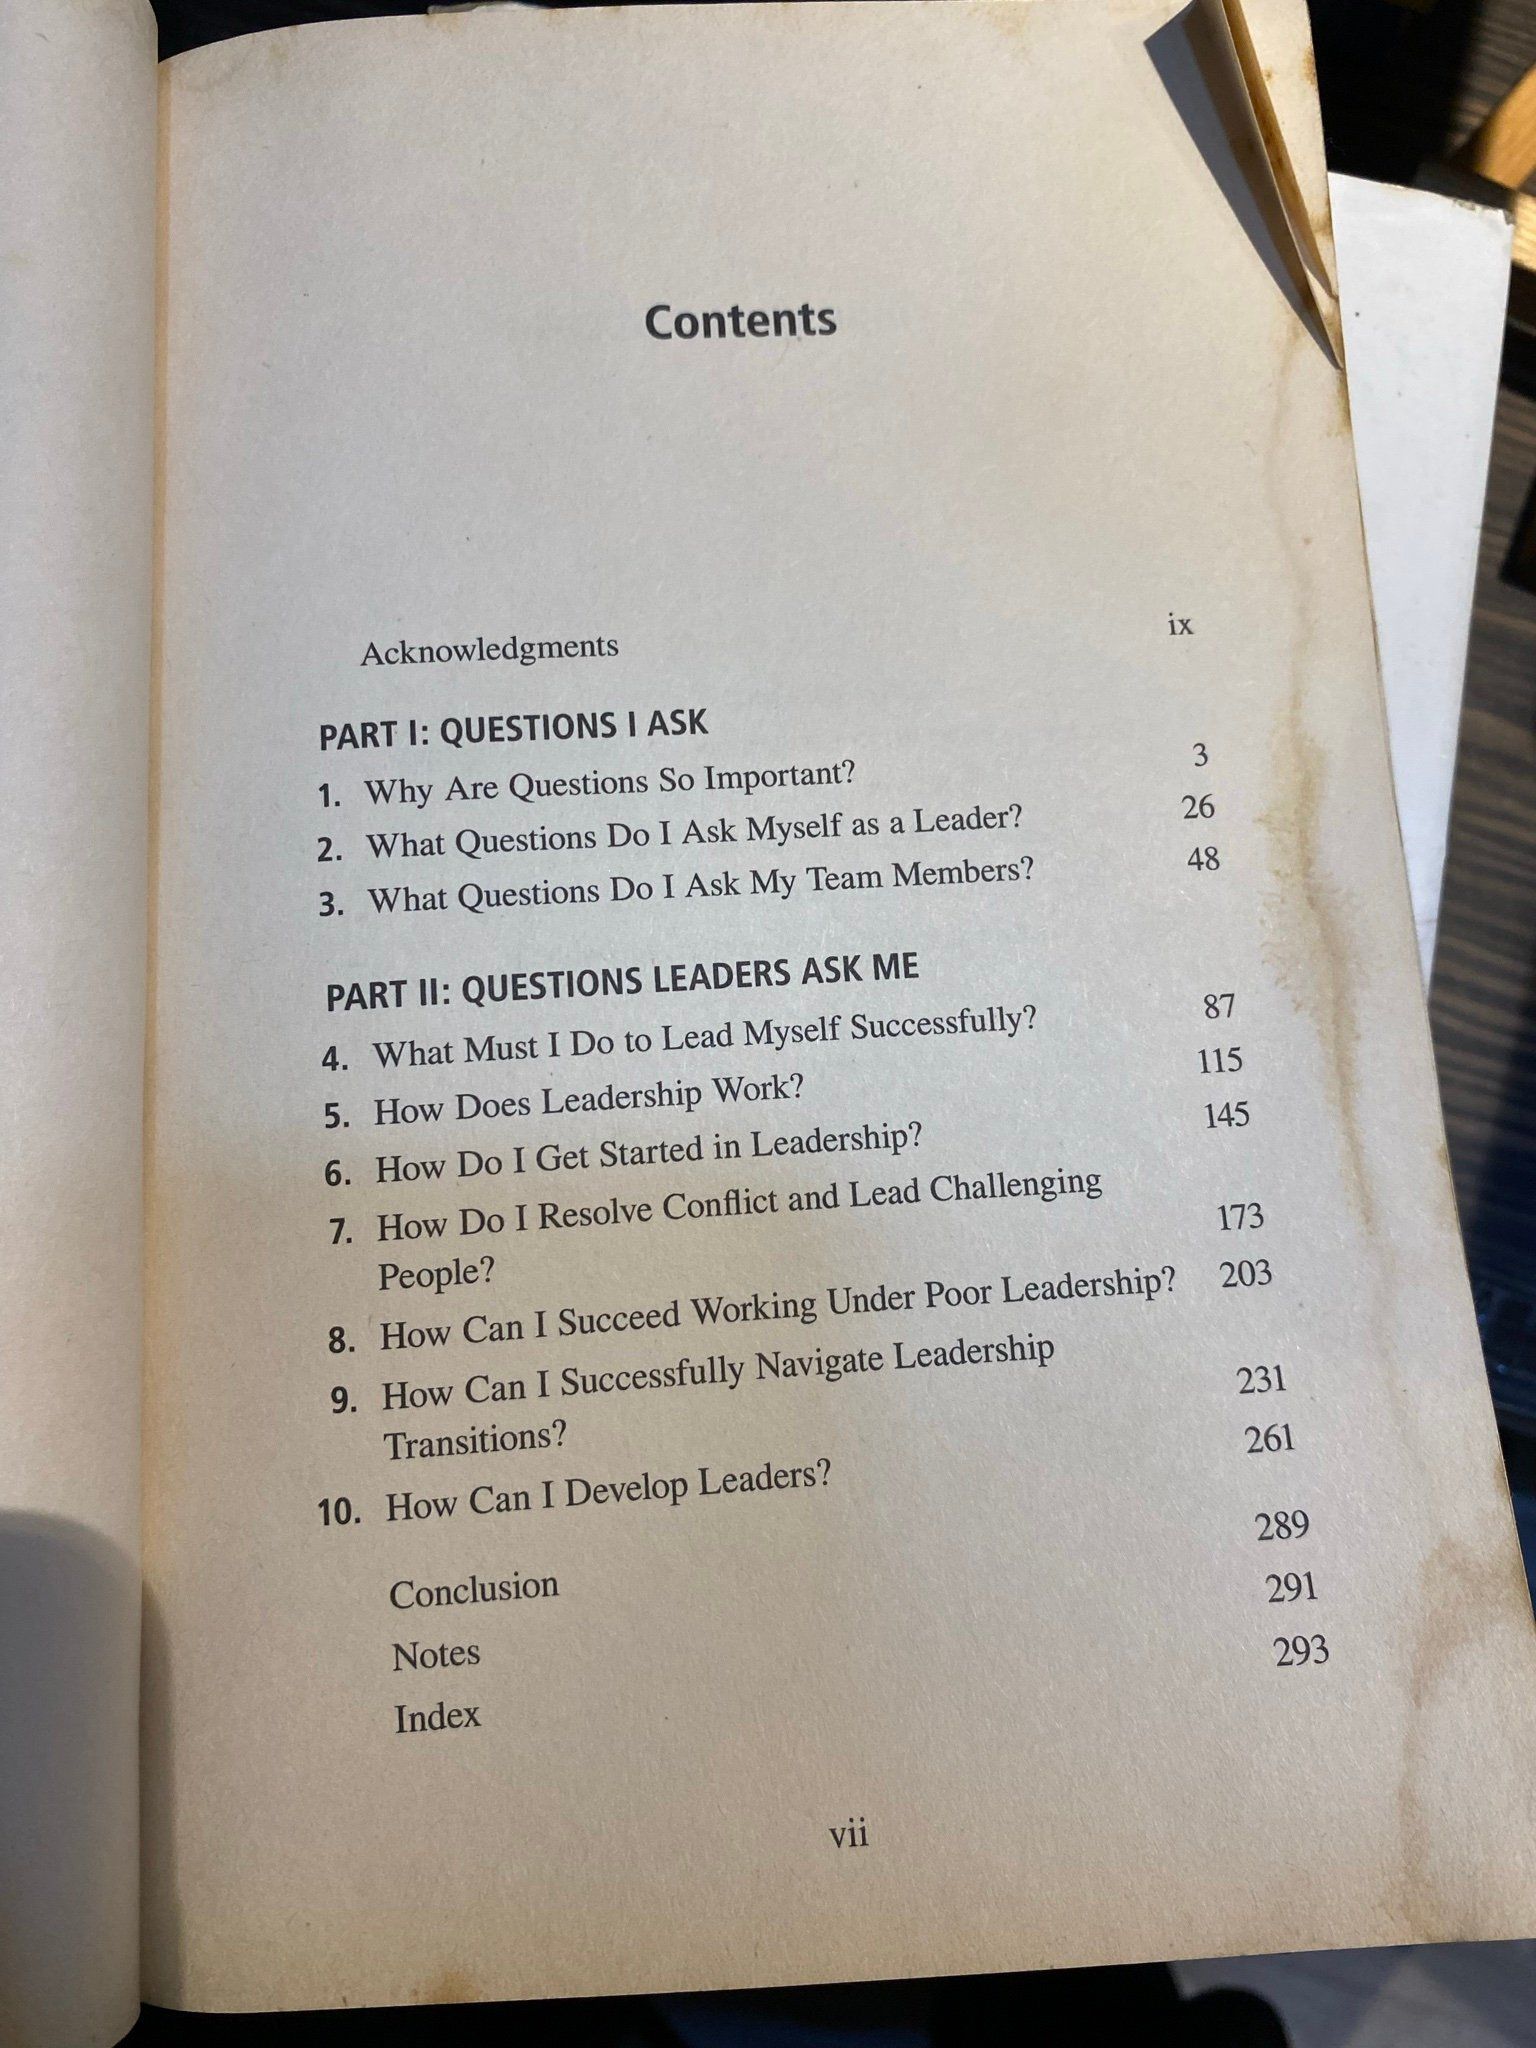 Contents
Acknowledgments ix
PART I: QUESTIONS I ASK
1. Why Are Questions So Important? 3
2. What Questions Do I Ask Myself as a Leader? 26
3. What Questions Do I Ask My Team Members? 48
PART II: QUESTIONS LEADERS ASK ME
4. What Must I Do to Lead Myself Successfully? 87
5. How Does Leadership Work? 115
6. How Do I Get Started in Leadership? 145
7. How Do I Resolve Conflict and Lead Challenging
People? 173
8. How Can I Succeed Working Under Poor Leadership? 203
9. How Can I Successfully Navigate Leadership
Transitions? 231
10. How Can I Develop Leaders? 261
Conclusion 289
Notes 291
Index 293
vii